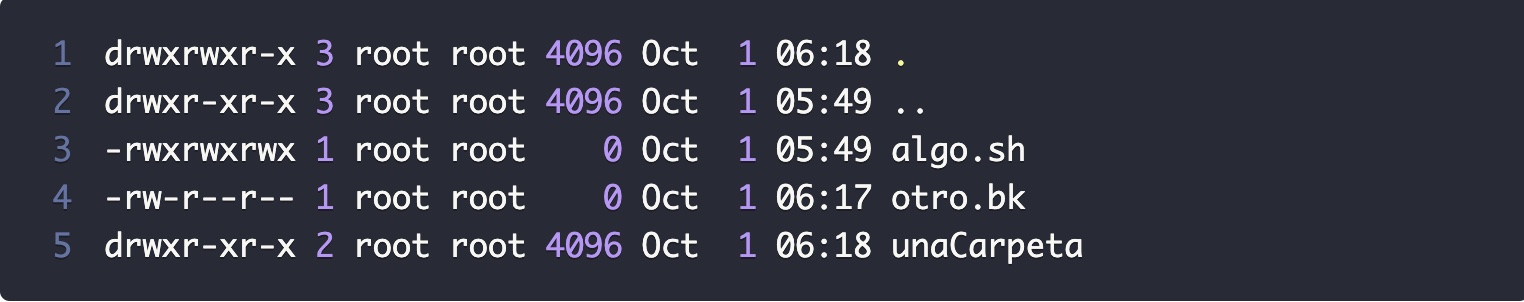 1 drwxrwxr-x 3 root root 4096 Oct  1 06:18 .
2 drwxr-xr-x 3 root root 4096 Oct  1 05:49 ..
3 -rwxrwxrwx 1 root root    0 Oct  1 05:49 algo.sh
4 -rw-r--r-- 1 root root    0 Oct  1 06:17 otro.bk
5 drwxr-xr-x 2 root root 4096 Oct  1 06:18 unaCarpeta